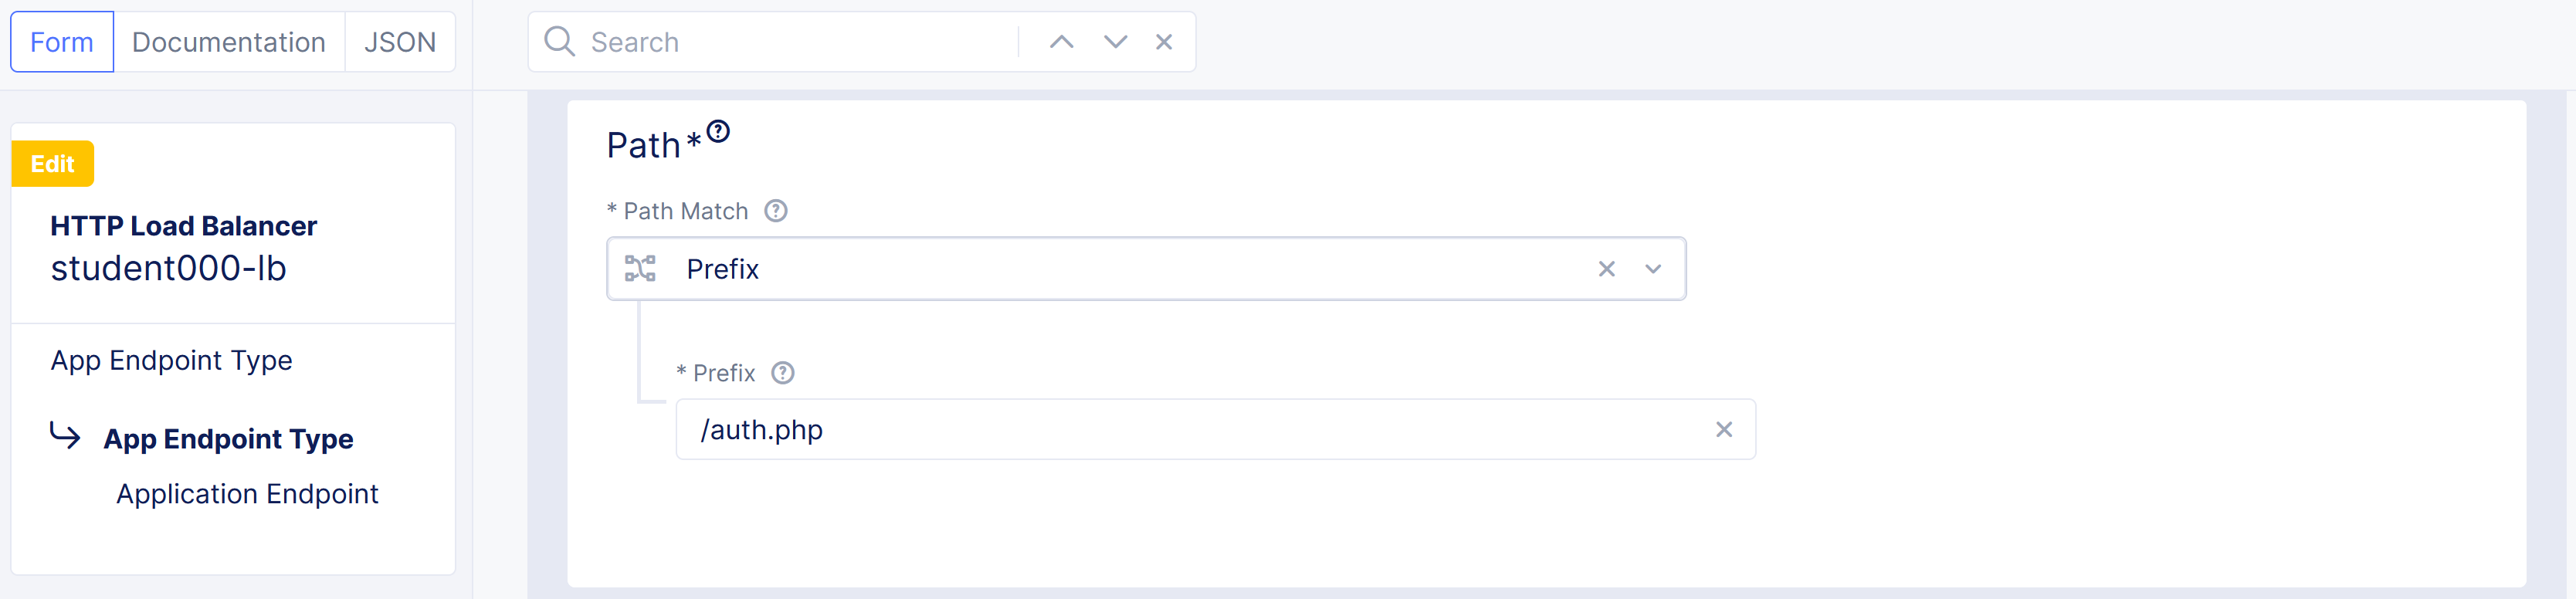 Form Documentation JSON
Search
Edit
HTTP Load Balancer
student000-lb
App Endpoint Type
App Endpoint Type
Application Endpoint
Path*
* Path Match
Prefix
* Prefix
/auth.php